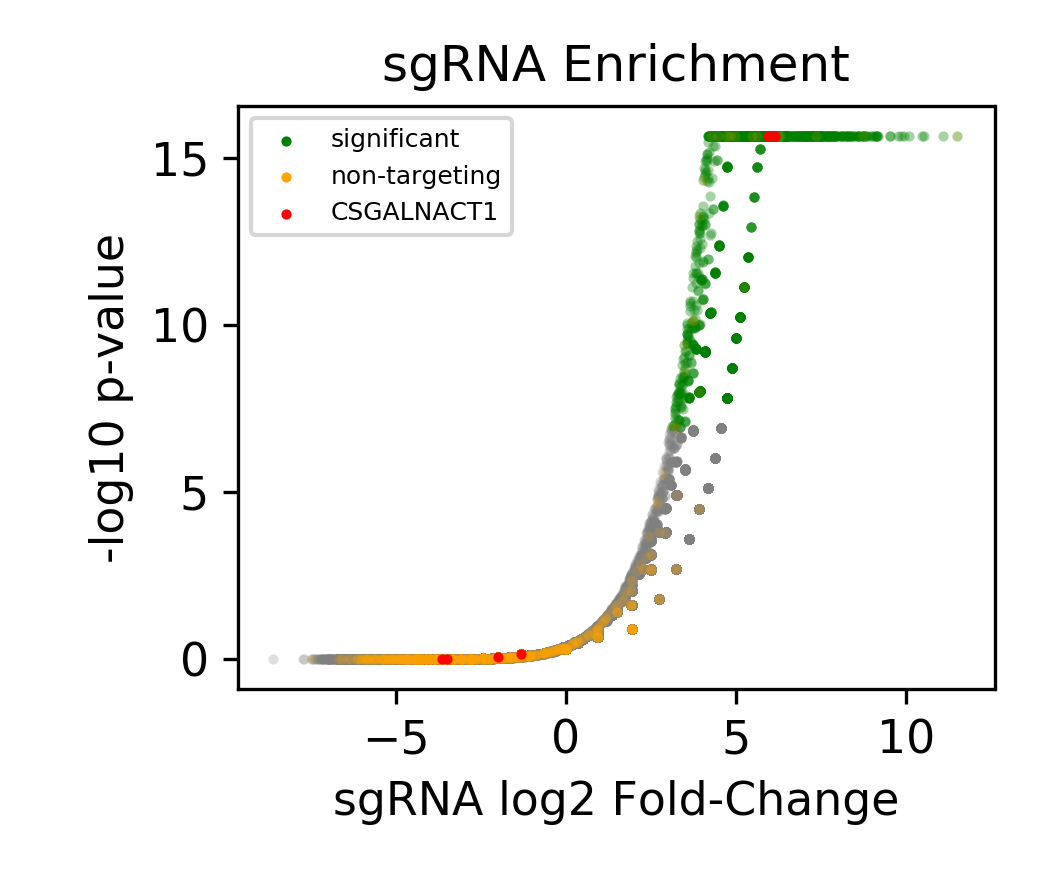 sgRNA Enrichment
significant
non-targeting
CSGALNACT1
-log10 p-value
15
10
5
0
−5
0
5
10
sgRNA log2 Fold-Change